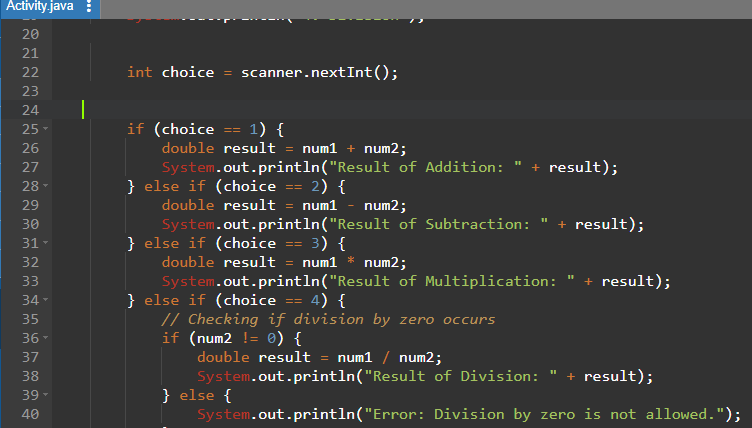 Activity.java
20
21
22 int choice = scanner.nextInt();
23
24
25 if (choice == 1) {
26 double result = num1 + num2;
27 System.out.println("Result of Addition: " + result);
28 } else if (choice == 2) {
29 double result = num1 - num2;
30 System.out.println("Result of Subtraction: " + result);
31 } else if (choice == 3) {
32 double result = num1 * num2;
33 System.out.println("Result of Multiplication: " + result);
34 } else if (choice == 4) {
35 // Checking if division by zero occurs
36 if (num2 != 0) {
37 double result = num1 / num2;
38 System.out.println("Result of Division: " + result);
39 } else {
40 System.out.println("Error: Division by zero is not allowed.");